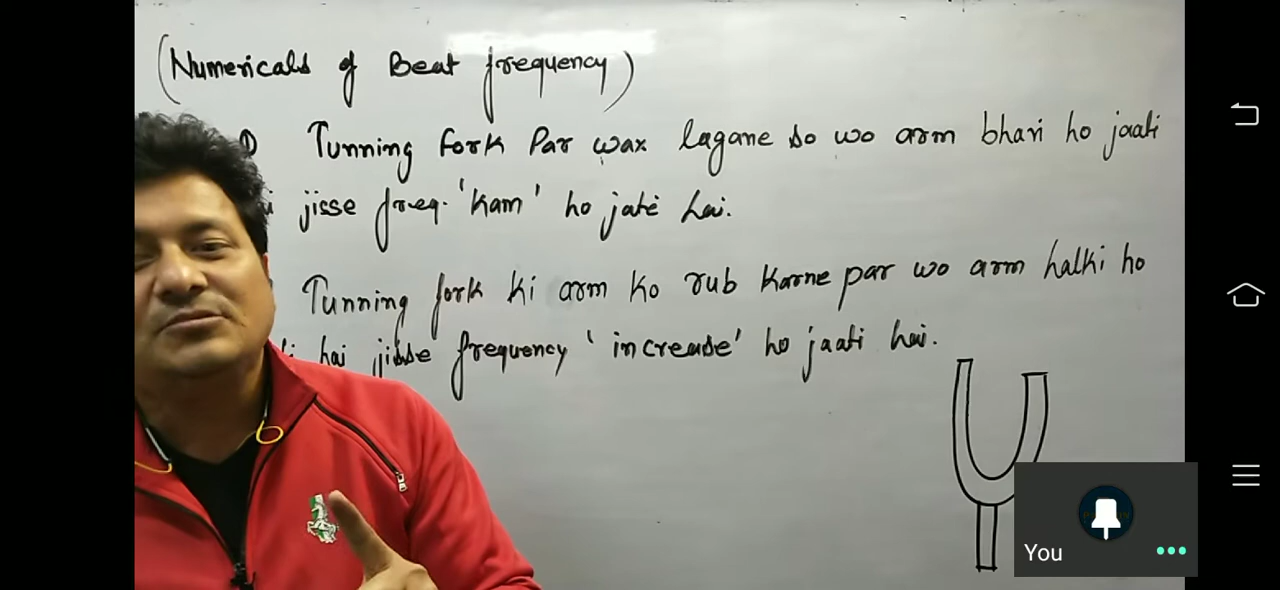 (Numericals of Beat frequency)
Tunning fork Par wax lagane so wo arm bhari ho jaati
jisse freq. 'kam' ho jate hai.
Tunning fork ki arm ko rub karne par wo arm halki ho
hai jisse frequency 'increase' ho jaati hai.
You